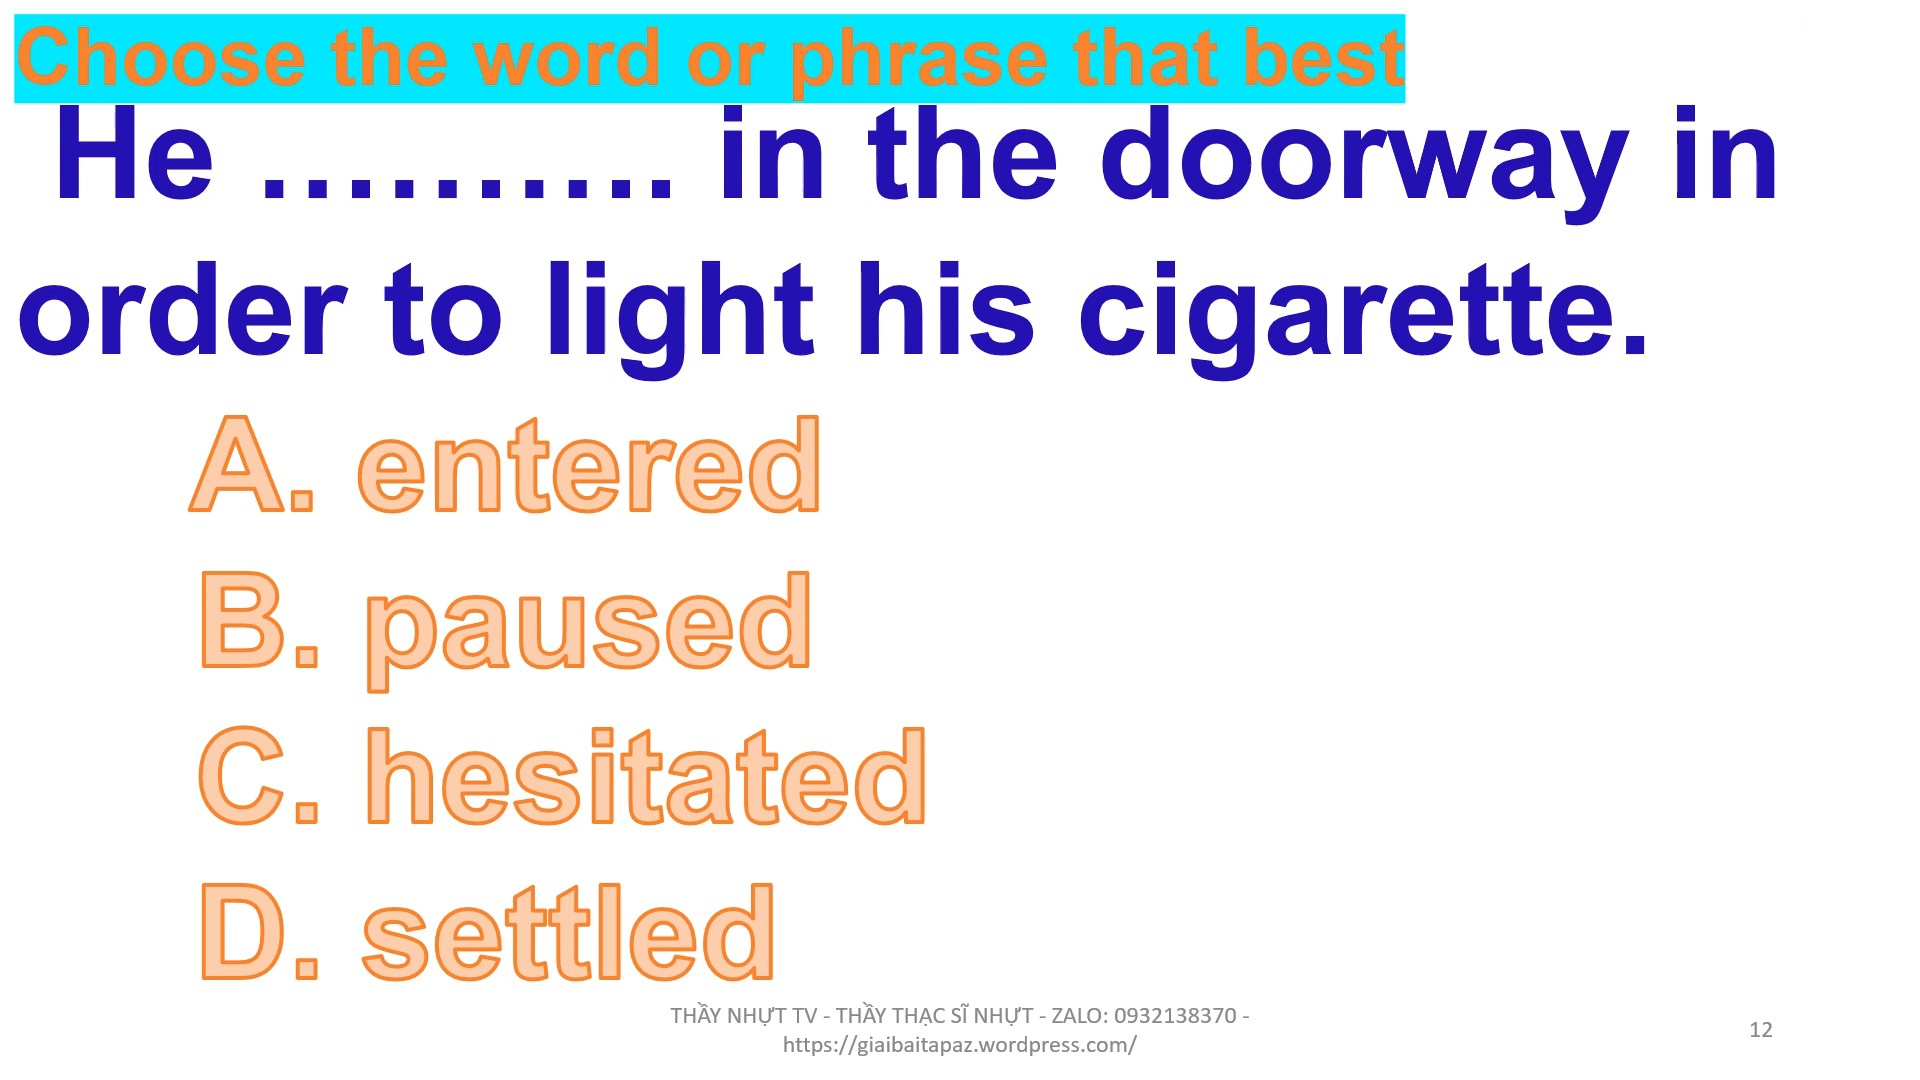 Choose the word or phrase that best
He ………. in the doorway in
order to light his cigarette.
A. entered
B. paused
C. hesitated
D. settled
THẦY NHỰT TV - THẦY THẠC SĨ NHỰT - ZALO: 0932138370 -
https://giaibaitapaz.wordpress.com/
12